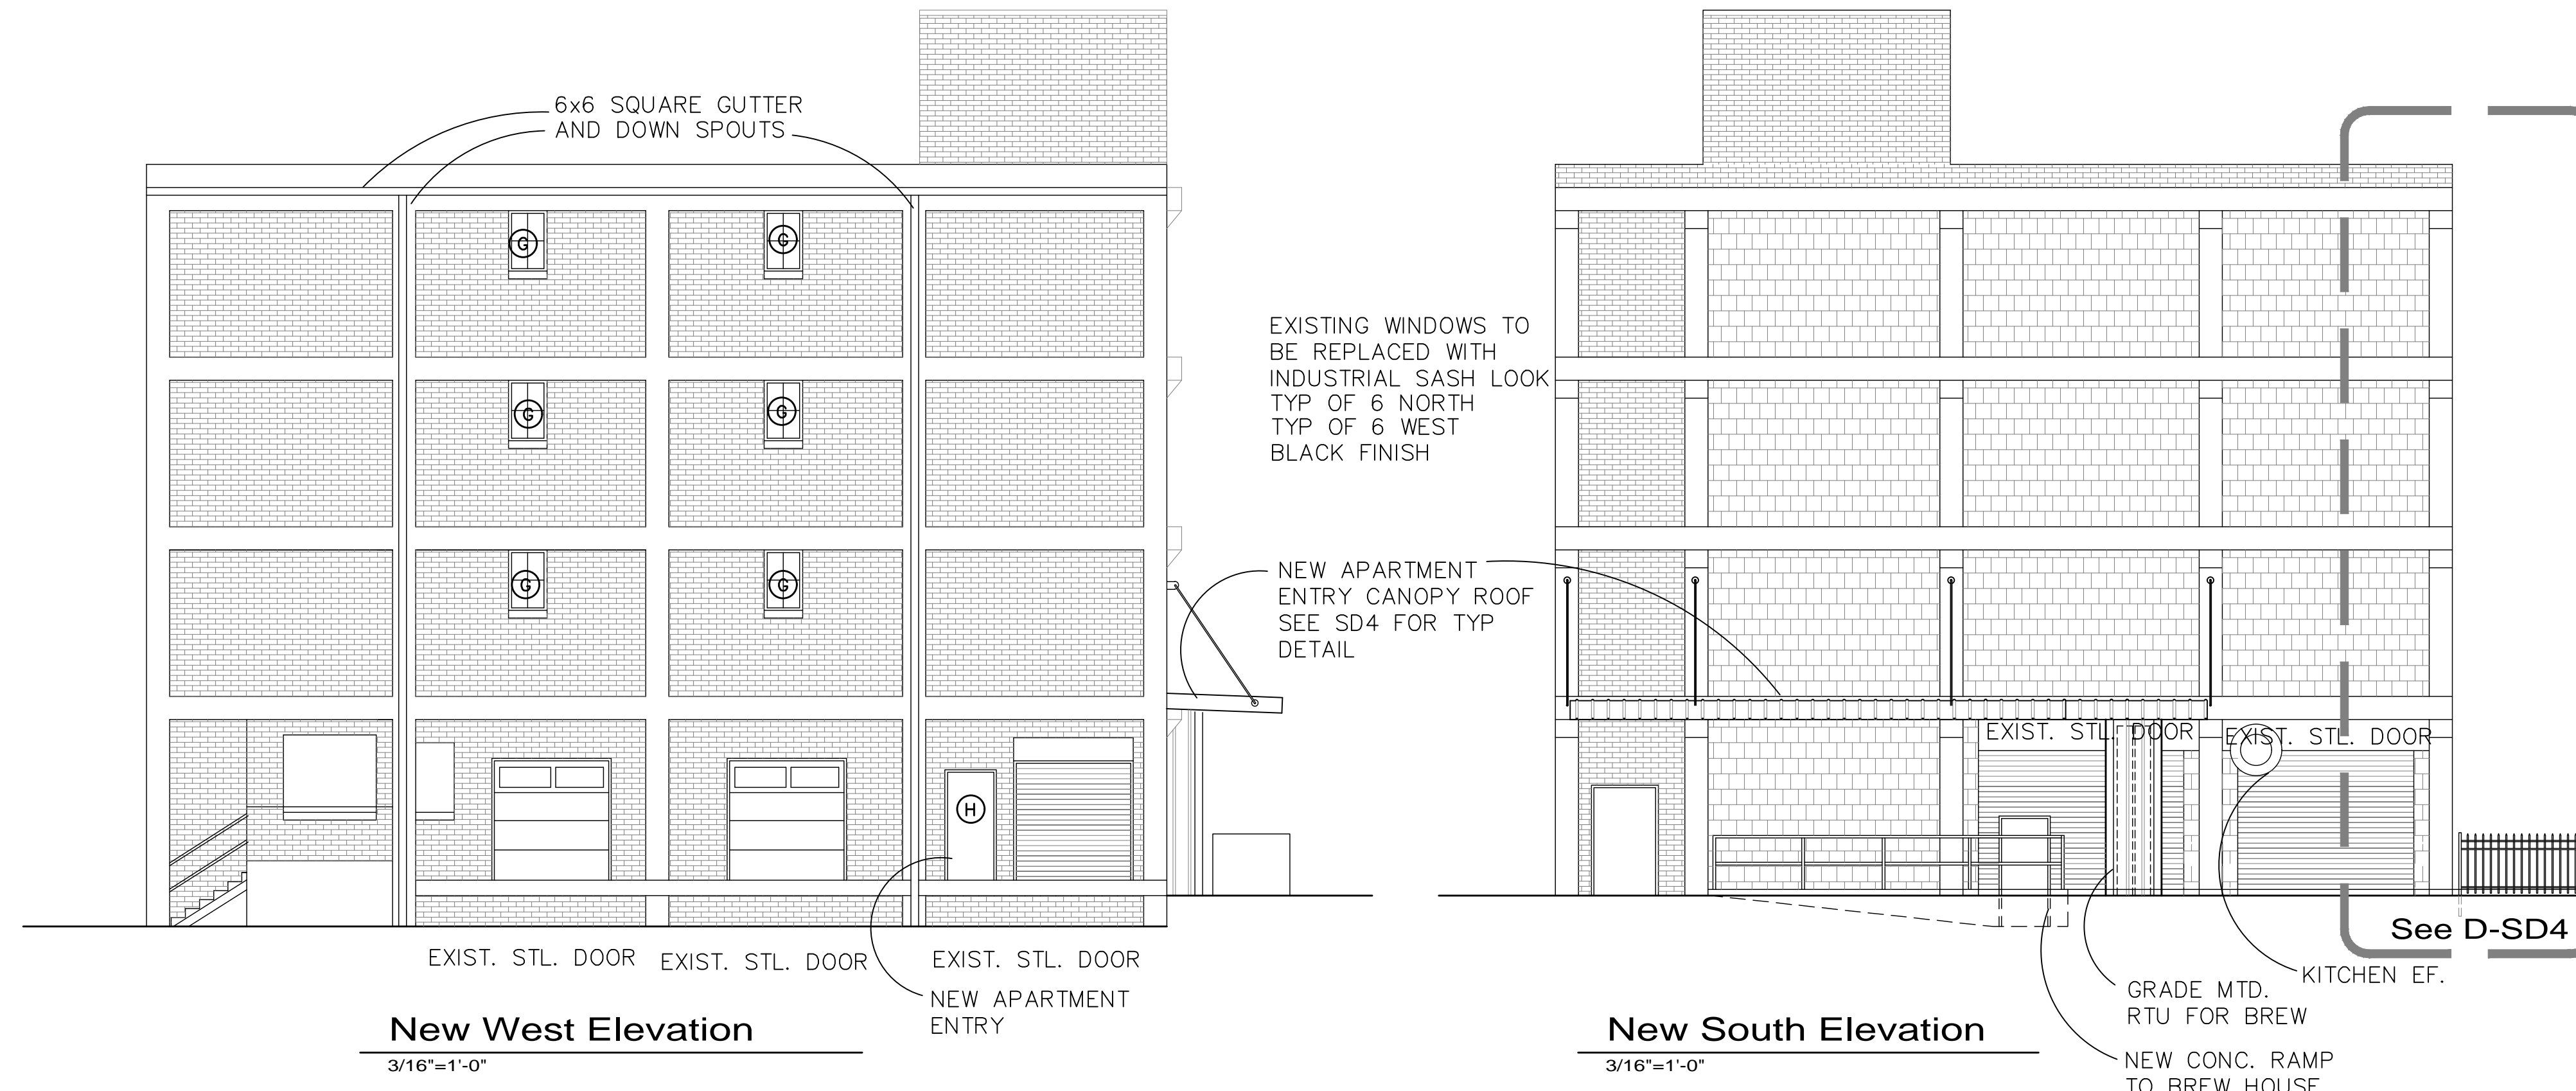 6x6 SQUARE GUTTER
AND DOWN SPOUTS
G
G
G
G
G
G
H
EXISTING WINDOWS TO
BE REPLACED WITH
INDUSTRIAL SASH LOOK
TYP OF 6 NORTH
TYP OF 6 WEST
BLACK FINISH
NEW APARTMENT
ENTRY CANOPY ROOF
SEE SD4 FOR TYP
DETAIL
EXIST. STL. DOOR
EXIST. STL. DOOR
EXIST. STL. DOOR
NEW APARTMENT
ENTRY
New West Elevation
3/16"=1'-0"
EXIST. STL. DOOR
EXIST. STL. DOOR
See D-SD4
KITCHEN EF.
GRADE MTD.
RTU FOR BREW
NEW CONC. RAMP
TO BREW HOUSE
New South Elevation
3/16"=1'-0"